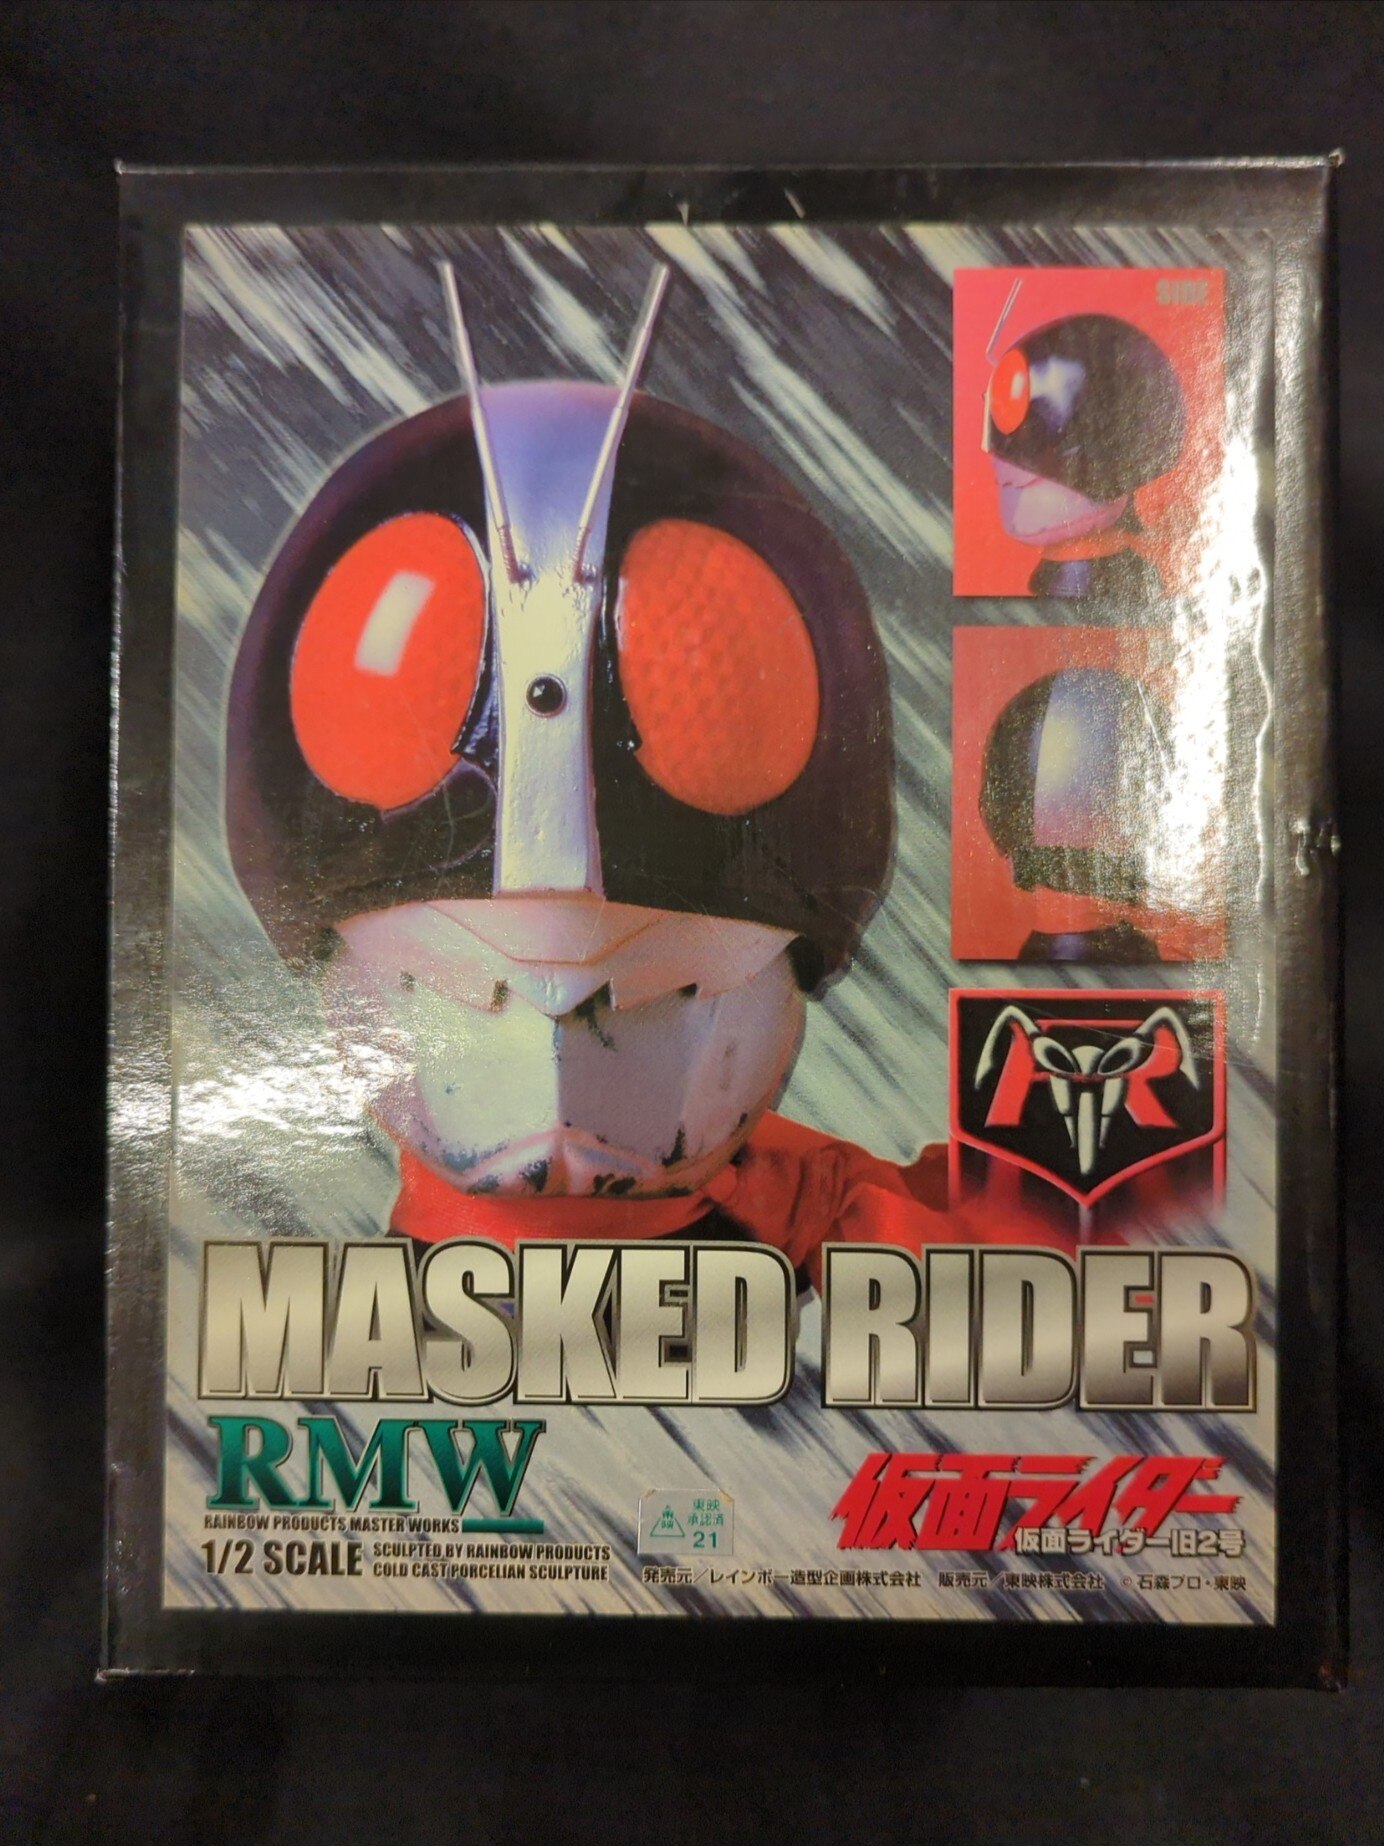 SIDE
MASKED RIDER
RMW
RAINBOW PRODUCTS MASTER WORKS
1/2 SCALE
SCULPTED BY RAINBOW PRODUCTS
COLD CAST PORCELIAN SCULPTURE
東映
承認済
21
仮面ライダー
仮面ライダー旧2号
発売元／レインボー造型企画株式会社 販売元／東映株式会社 ©石森プロ・東映